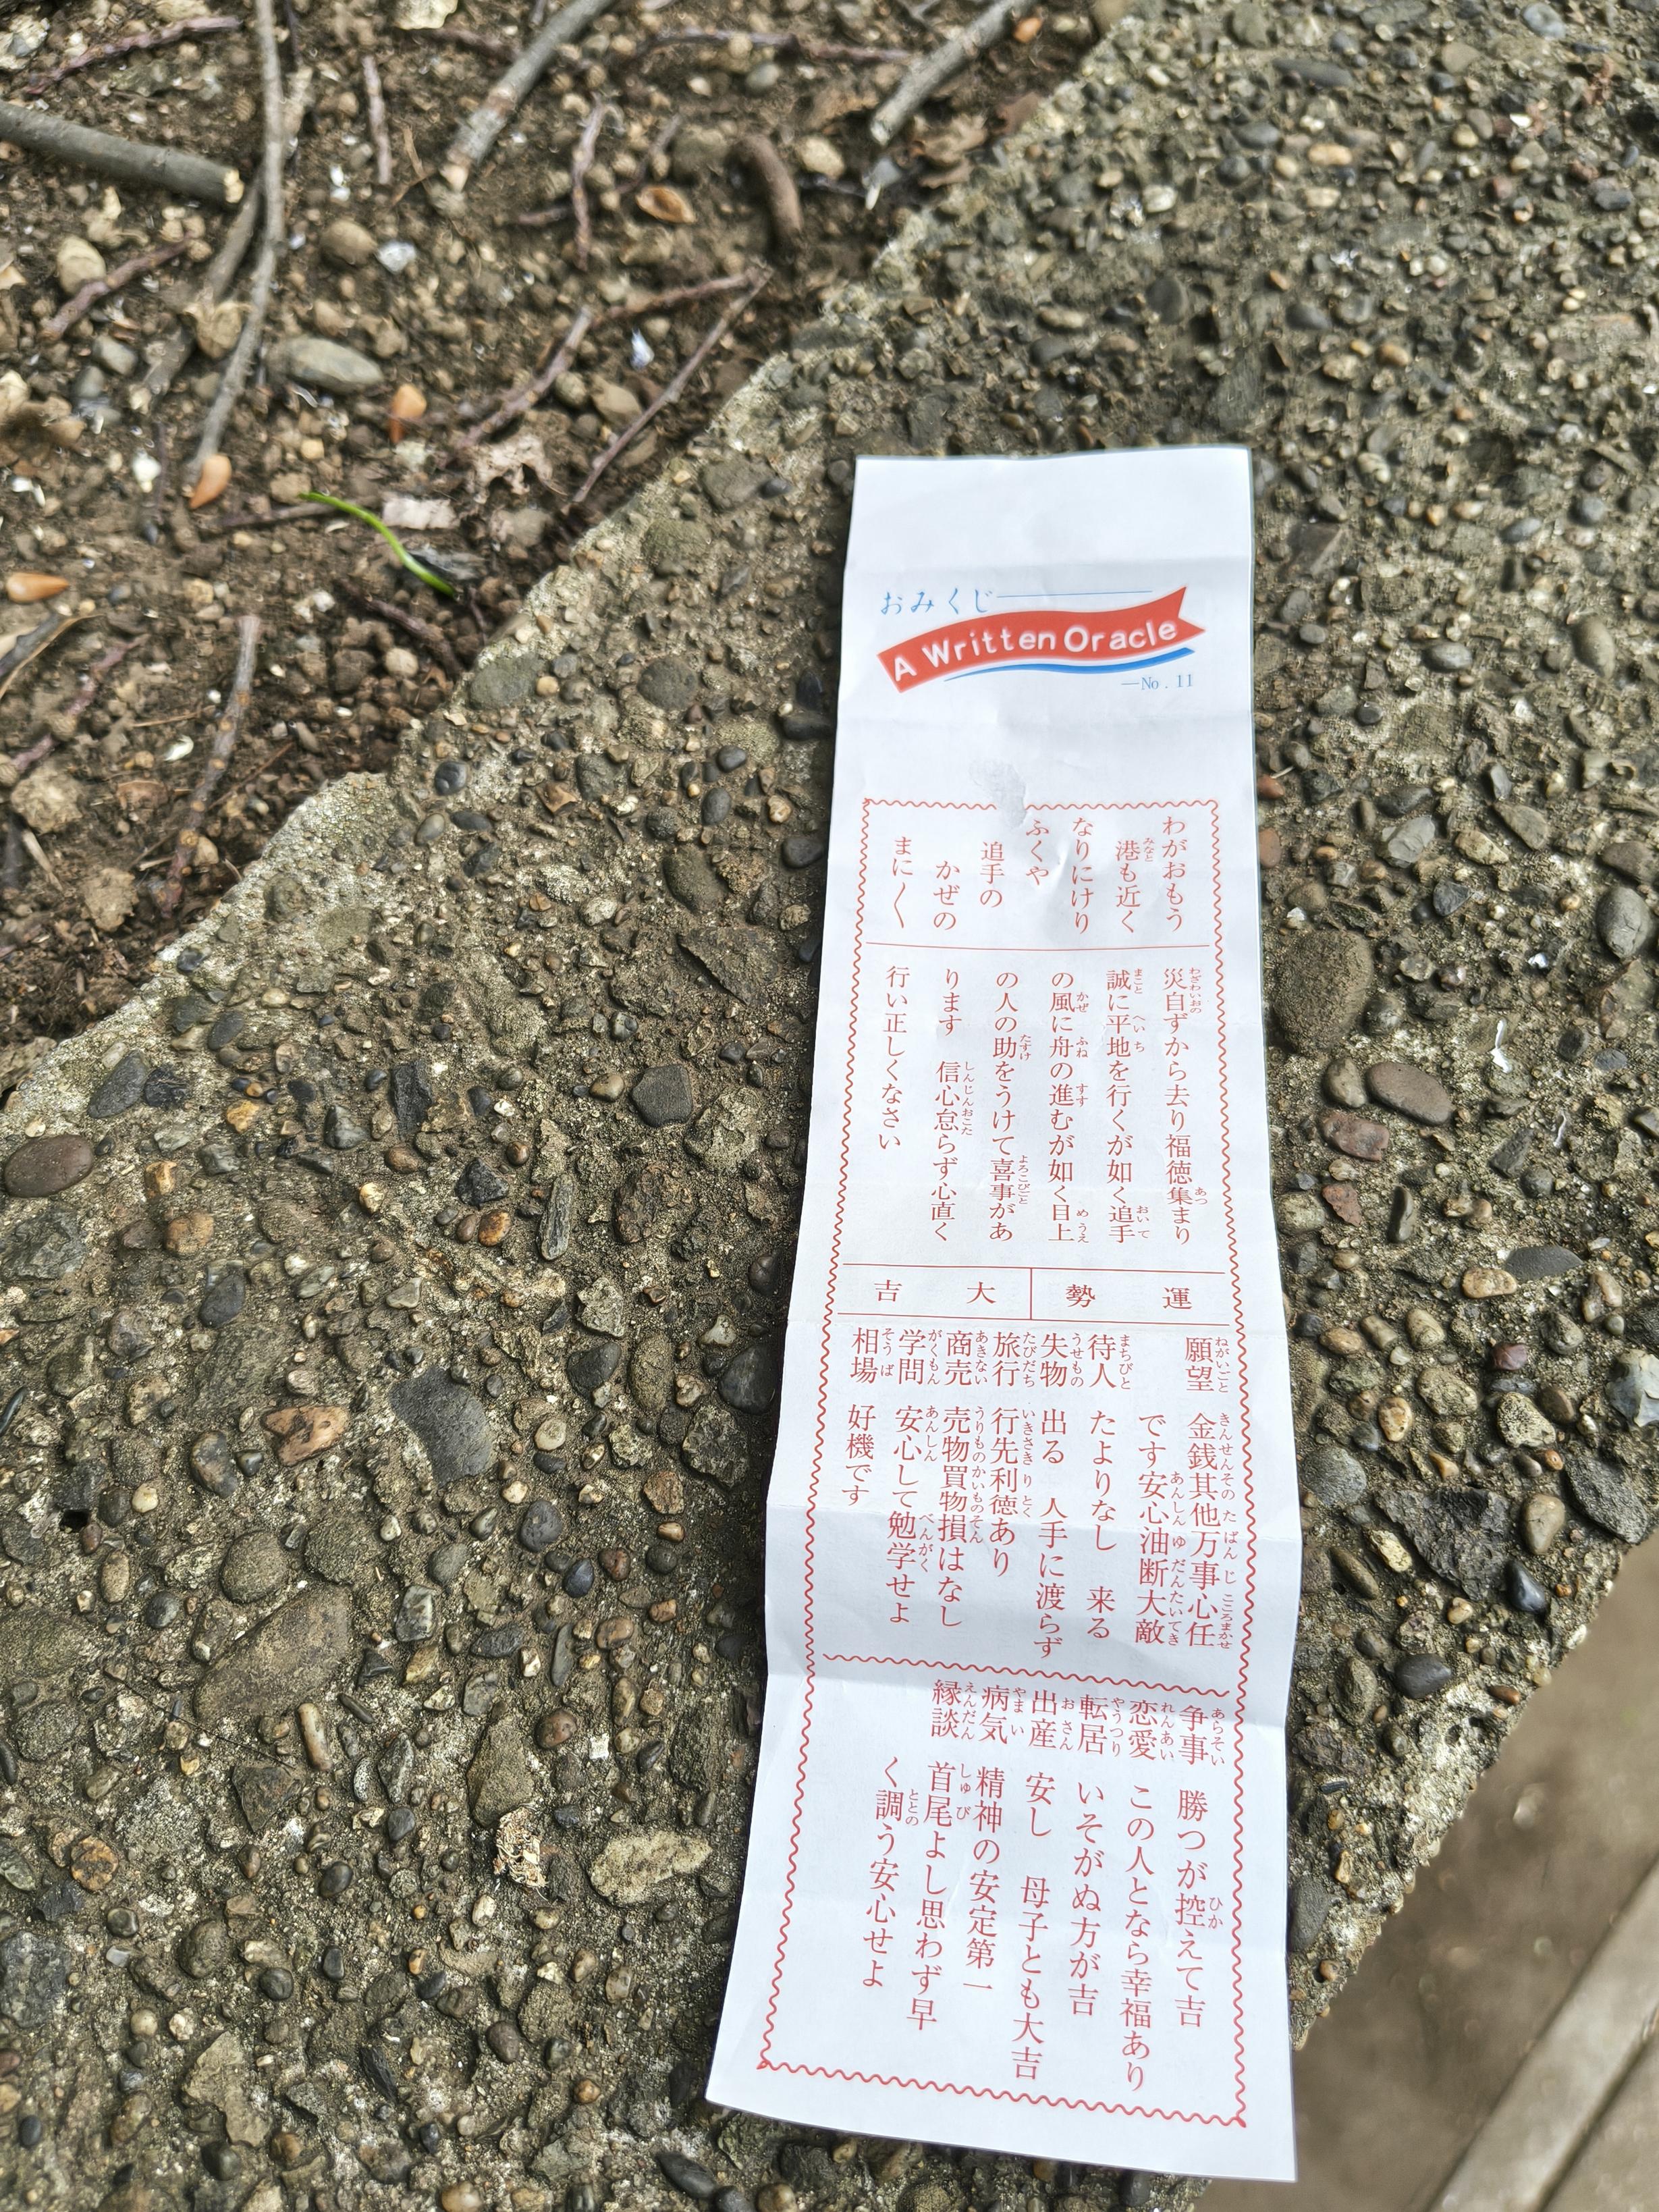 おみくじ
A Written Oracle
No. 11
わがおもう
港も近く
なりにけり
ふくや
追手の
かぜの
まに〱
災自ずから去り福徳集まり
誠に平地を行くが如く追手
の風に舟の進むが如く目上
の人の助をうけて喜事があ
ります 信心怠らず心直く
行い正しくなさい
運勢 大吉
願望 金銭其他万事心任
です安心油断大敵
待人 たよりなし 来る
失物 出る 人手に渡らず
旅行 行先利徳あり
商売 売物買物損はなし
学問 安心して勉学せよ
相場 好機です
争事 勝つが控えて吉
恋愛 この人となら幸福あり
転居 いそがぬ方が吉
出産 安し 母子とも大吉
病気 精神の安定第一
縁談 首尾よし思わず早
く調う安心せよ